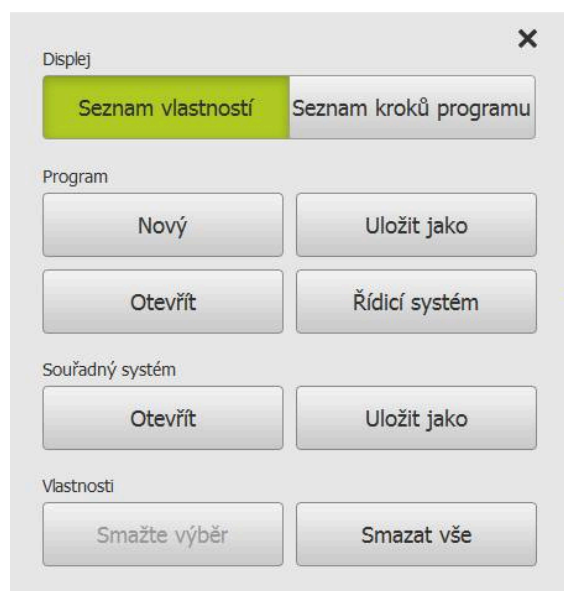 Displej
Seznam vlastností Seznam kroků programu
Program
Nový Uložit jako
Otevřít Řídicí systém
Souřadný systém
Otevřít Uložit jako
Vlastnosti
Smažte výběr Smazat vše